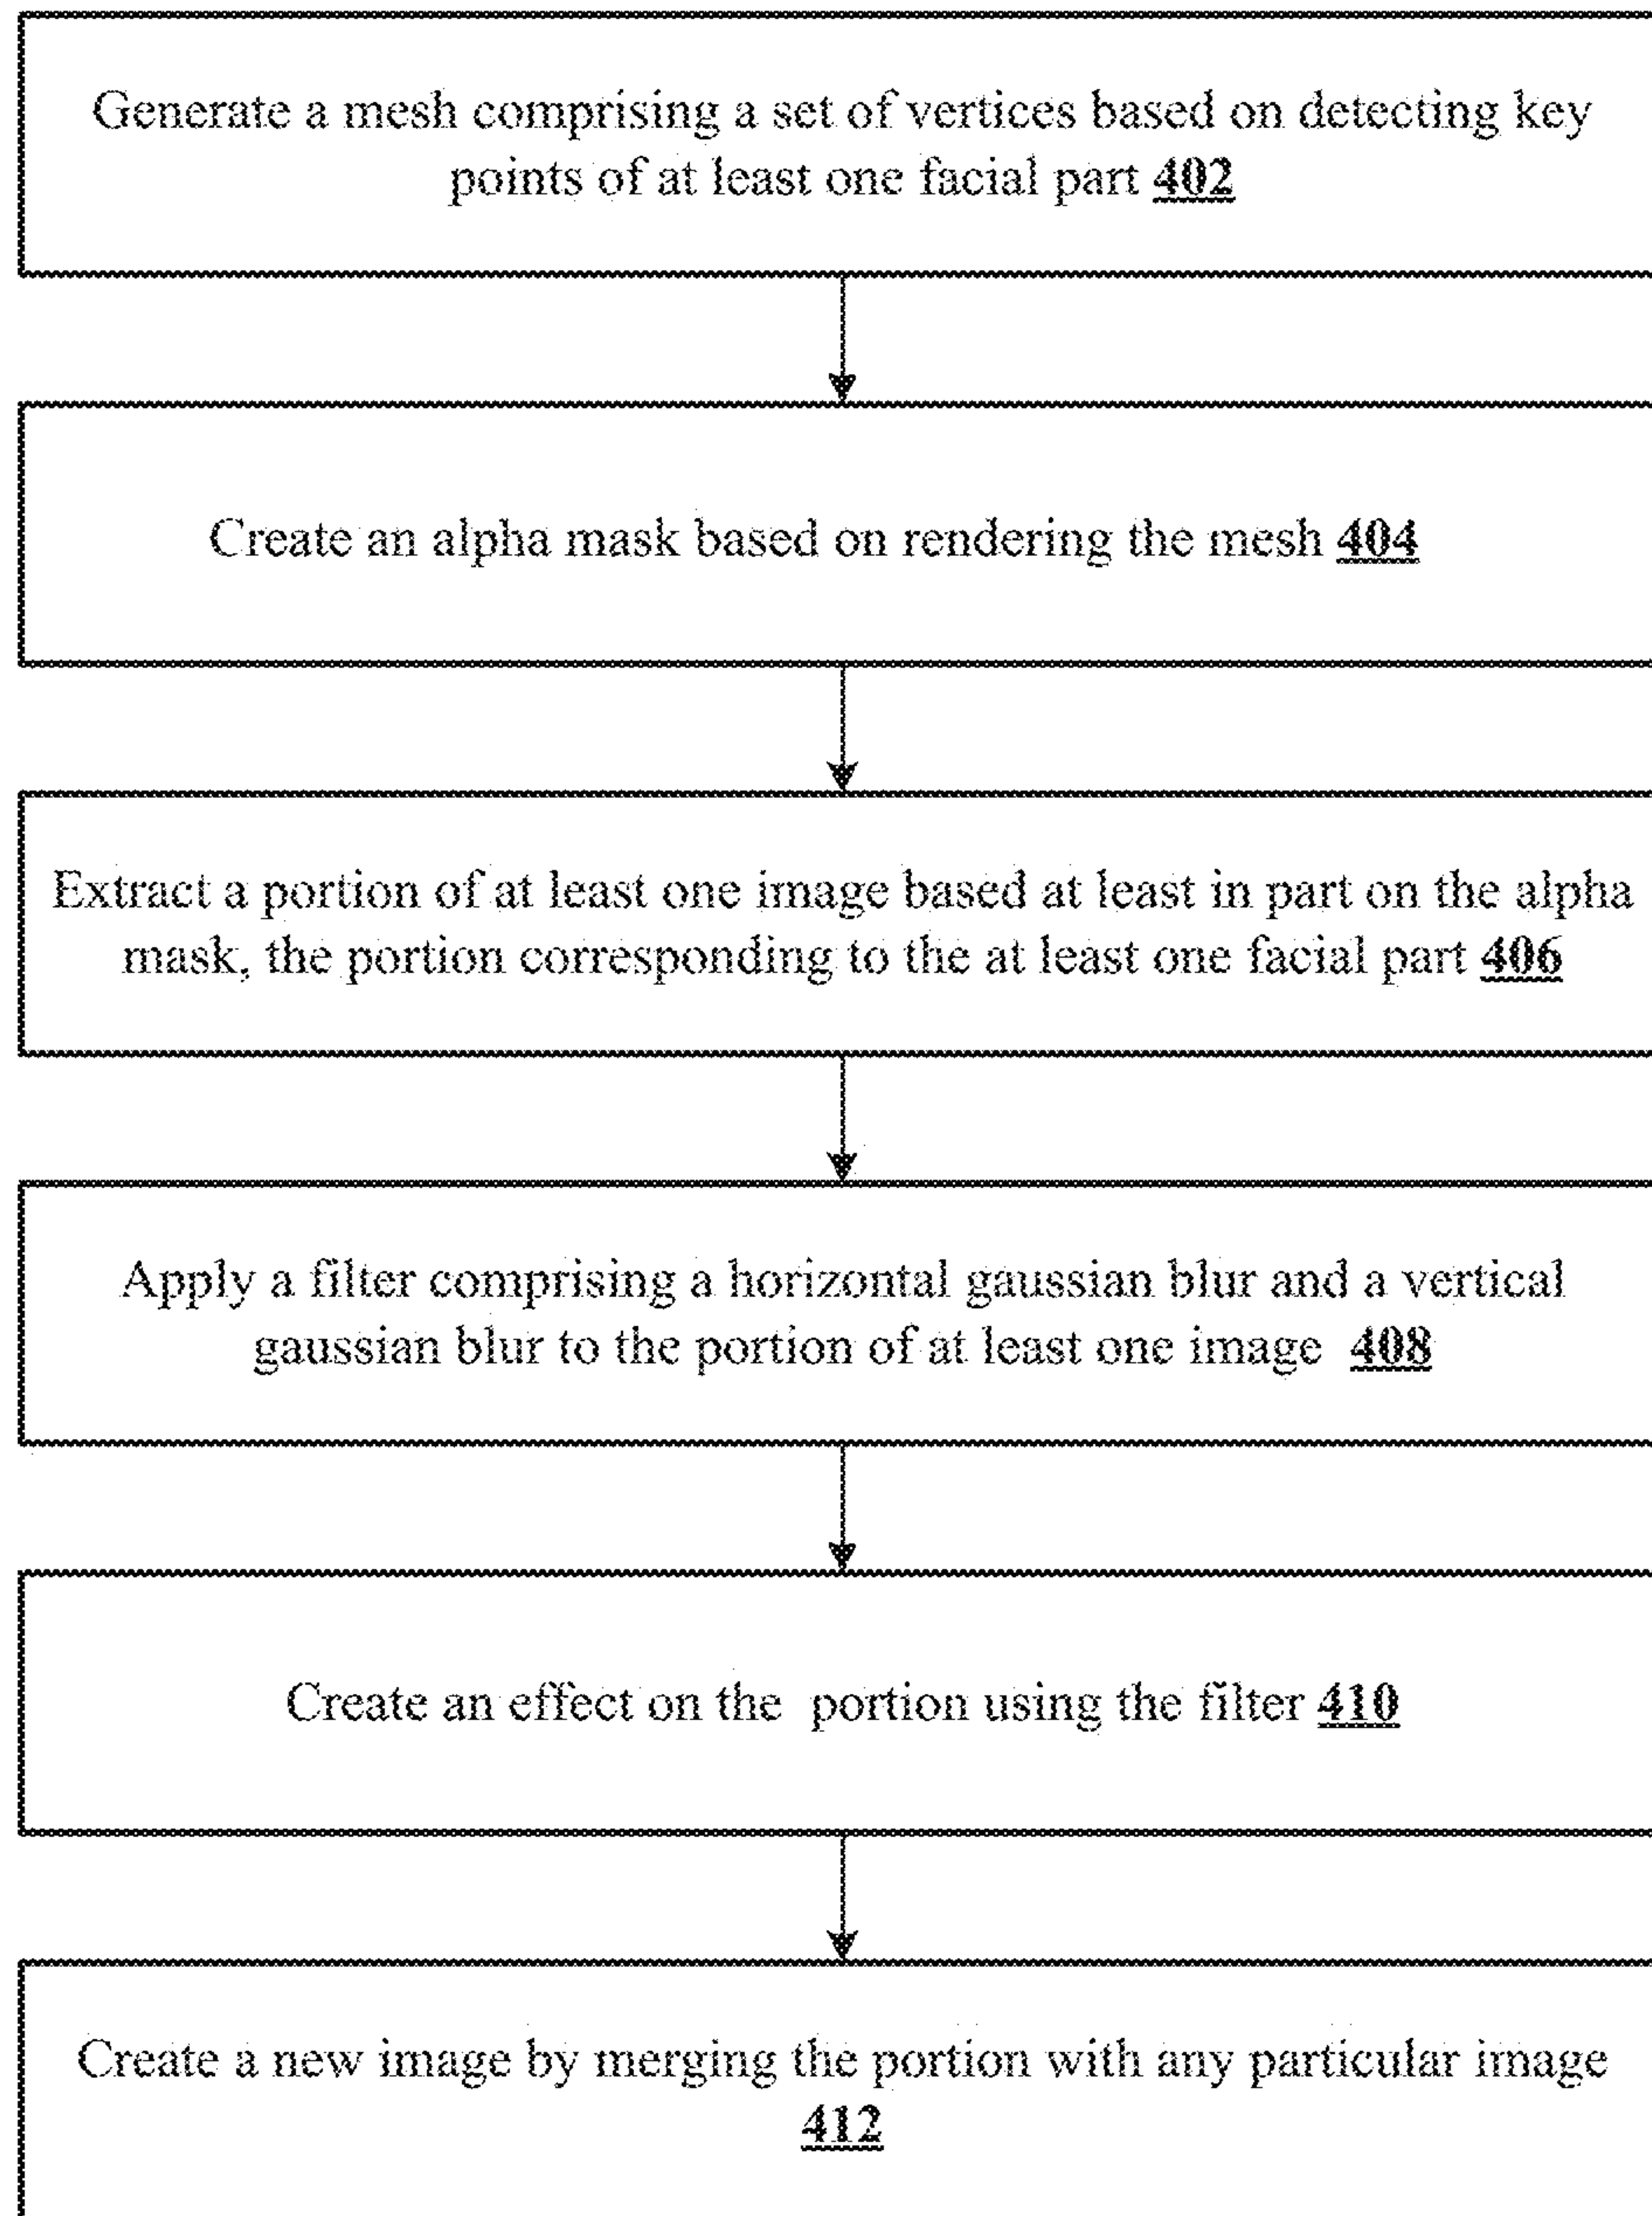 Generate a mesh comprising a set of vertices based on detecting key
points of at least one facial part 402
Create an alpha mask based on rendering the mesh 404
Extract a portion of at least one image based at least in part on the alpha
mask, the portion corresponding to the at least one facial part 406
Apply a filter comprising a horizontal gaussian blur and a vertical
gaussian blur to the portion of at least one image 408
Create an effect on the portion using the filter 410
Create a new image by merging the portion with any particular image
412